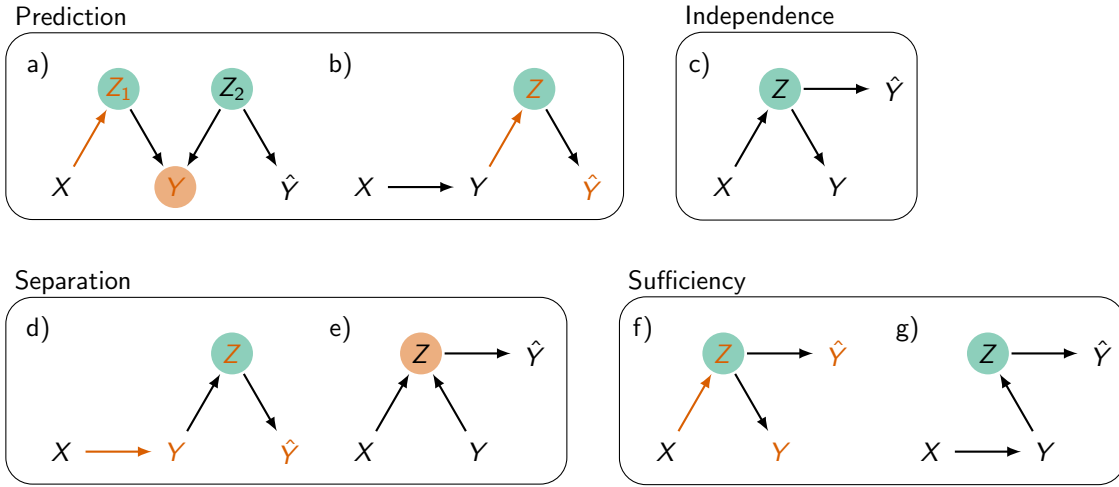 Prediction
Independence
a)
b)
c)
Z₁
Z₂
Z
Z
Ŷ
X
Y
Ŷ
X
Y
Ŷ
X
Y
Separation
Sufficiency
d)
e)
f)
g)
Z
Z
Ŷ
Z
Ŷ
Z
Ŷ
X
Y
Ŷ
X
Y
X
Y
X
Y